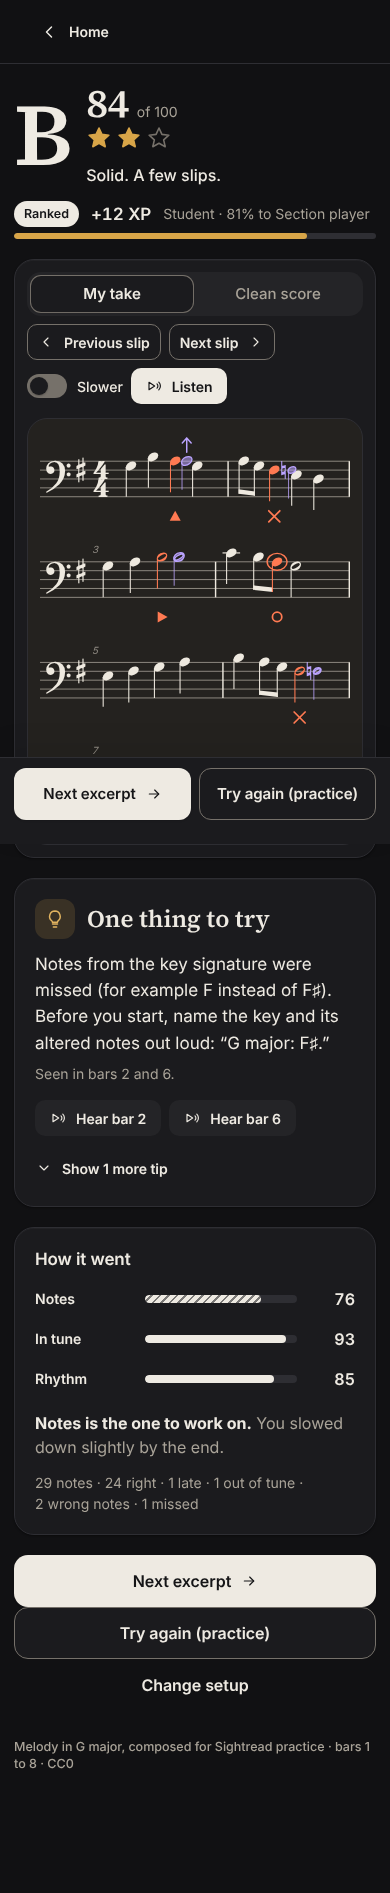 Home
B
84 of 100
Solid. A few slips.
Ranked +12 XP Student · 81% to Section player
My take Clean score
Previous slip Next slip
Slower Listen
4
4
3
5
7
Next excerpt → Try again (practice)
One thing to try
Notes from the key signature were
missed (for example F instead of F♯).
Before you start, name the key and its
altered notes out loud: “G major: F♯.”
Seen in bars 2 and 6.
Hear bar 2 Hear bar 6
Show 1 more tip
How it went
Notes 76
In tune 93
Rhythm 85
Notes is the one to work on. You slowed
down slightly by the end.
29 notes · 24 right · 1 late · 1 out of tune ·
2 wrong notes · 1 missed
Next excerpt →
Try again (practice)
Change setup
Melody in G major, composed for Sightread practice · bars 1
to 8 · CC0